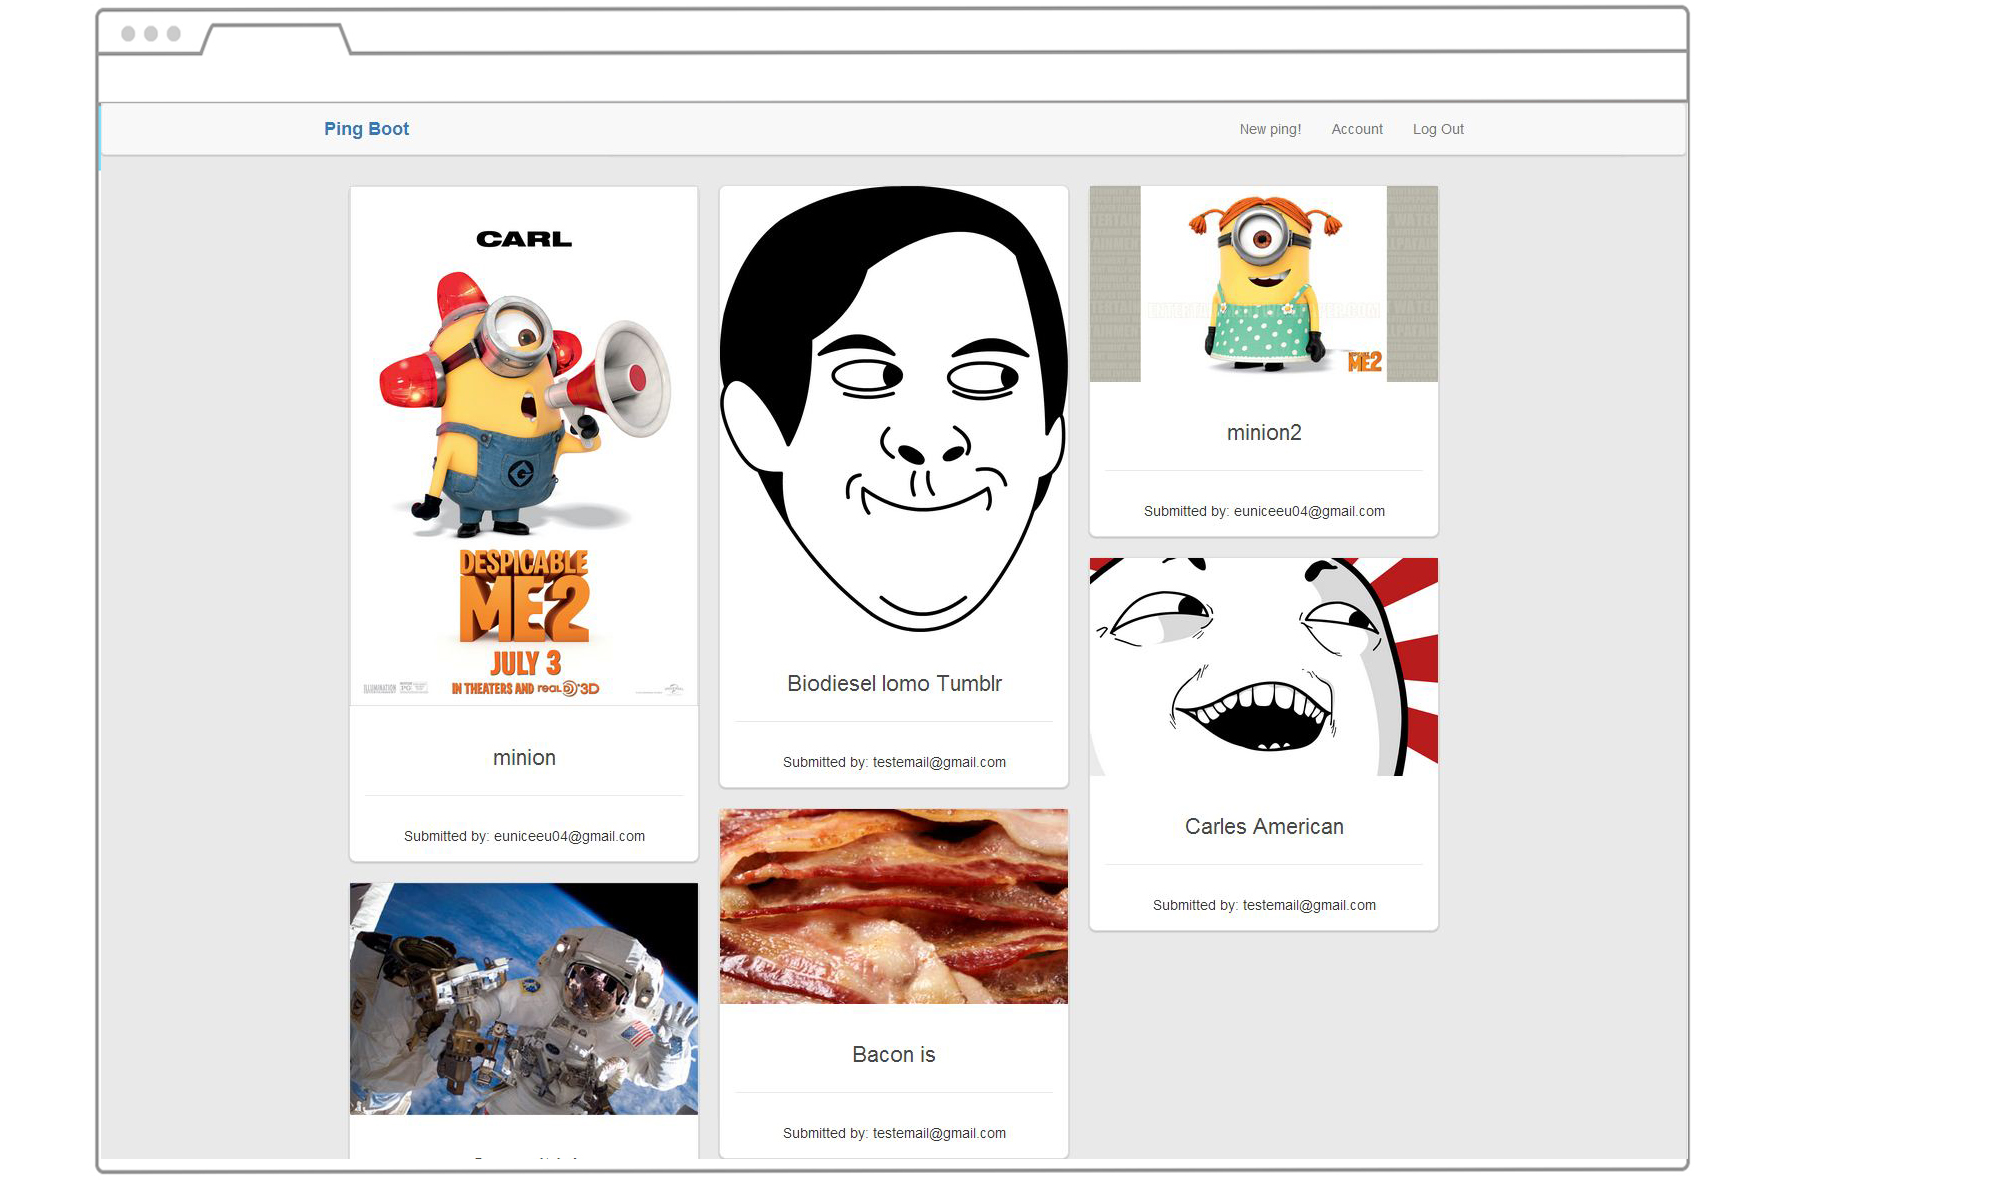 Ping Boot
New ping!
Account
Log Out
CARL
DESPICABLE
ME2
JULY 3
IN THEATERS AND REAL D 3D
minion
Submitted by: euniceeu04@gmail.com
Biodiesel lomo Tumblr
Submitted by: testemail@gmail.com
Bacon is
Submitted by: testemail@gmail.com
ME2
minion2
Submitted by: euniceeu04@gmail.com
Carles American
Submitted by: testemail@gmail.com